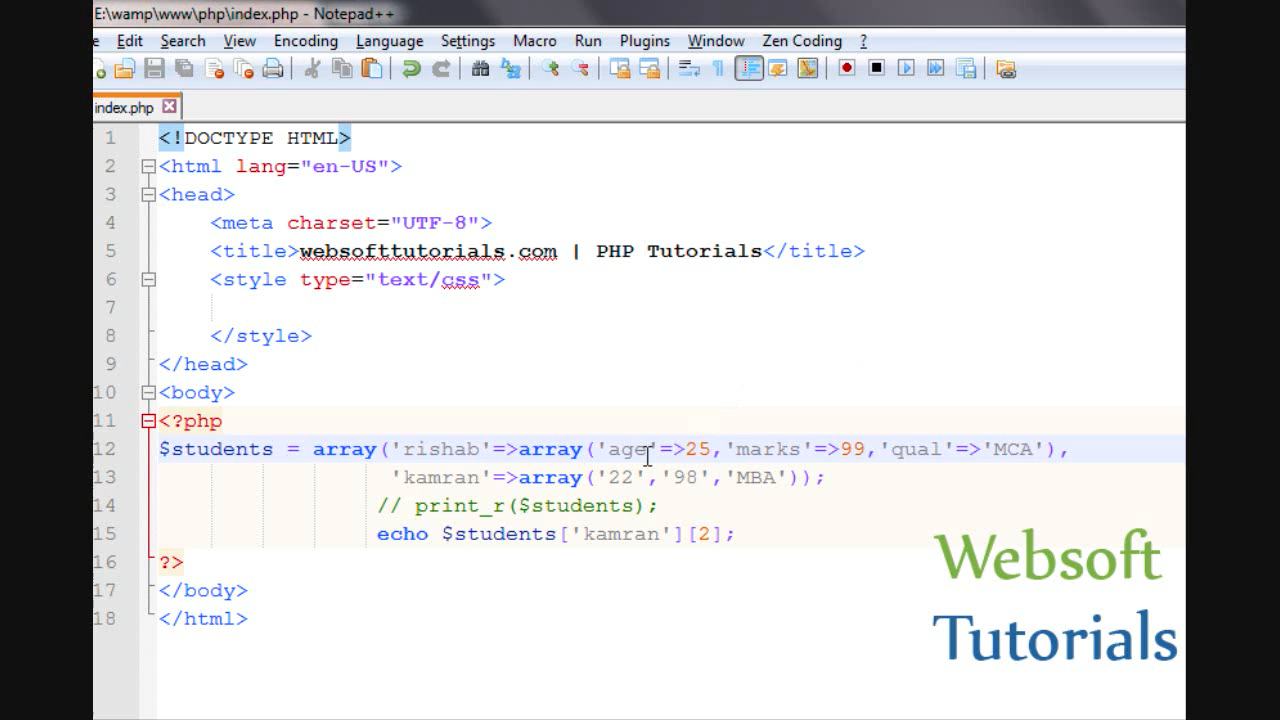 E:\wamp\www\php\index.php - Notepad++
e Edit Search View Encoding Language Settings Macro Run Plugins Window Zen Coding ?
index.php
1 <!DOCTYPE HTML>
2 <html lang="en-US">
3 <head>
4 <meta charset="UTF-8">
5 <title>websofttutorials.com | PHP Tutorials</title>
6 <style type="text/css">
7
8 </style>
9 </head>
10 <body>
11 <?php
12 $students = array('rishab'=>array('age'=>25,'marks'=>99,'qual'=>'MCA'),
13 'kamran'=>array('22','98','MBA'));
14 // print_r($students);
15 echo $students['kamran'][2];
16 ?>
17 </body>
18 </html>
Websoft
Tutorials